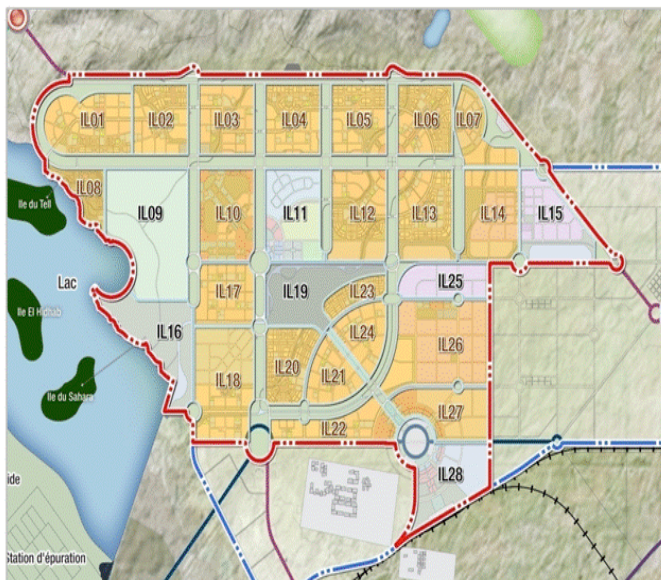 IL01
IL02
IL03
IL04
IL05
IL06
IL07
IL08
Ile du Tell
IL09
IL10
IL11
IL12
IL13
IL14
IL15
Lac
IL17
IL19
IL23
IL25
Ile El Hidhab
IL16
IL24
IL26
IL18
IL20
IL21
Ile du Sahara
IL27
IL22
IL28
ide
Station d'épuration